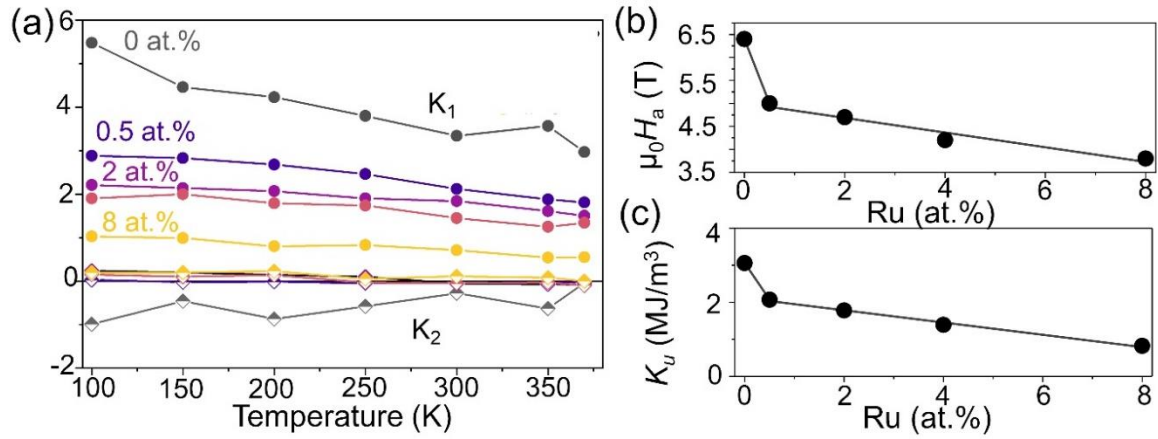 (a)
6
4
2
0
-2
0 at.%
K₁
0.5 at.%
2 at.%
8 at.%
K₂
100 150 200 250 300 350
Temperature (K)
(b)
μ₀Hₐ (T)
6.5
5.5
4.5
3.5
0 2 4 6 8
Ru (at.%)
(c)
Kᵤ (MJ/m³)
4
2
0
0 2 4 6 8
Ru (at.%)